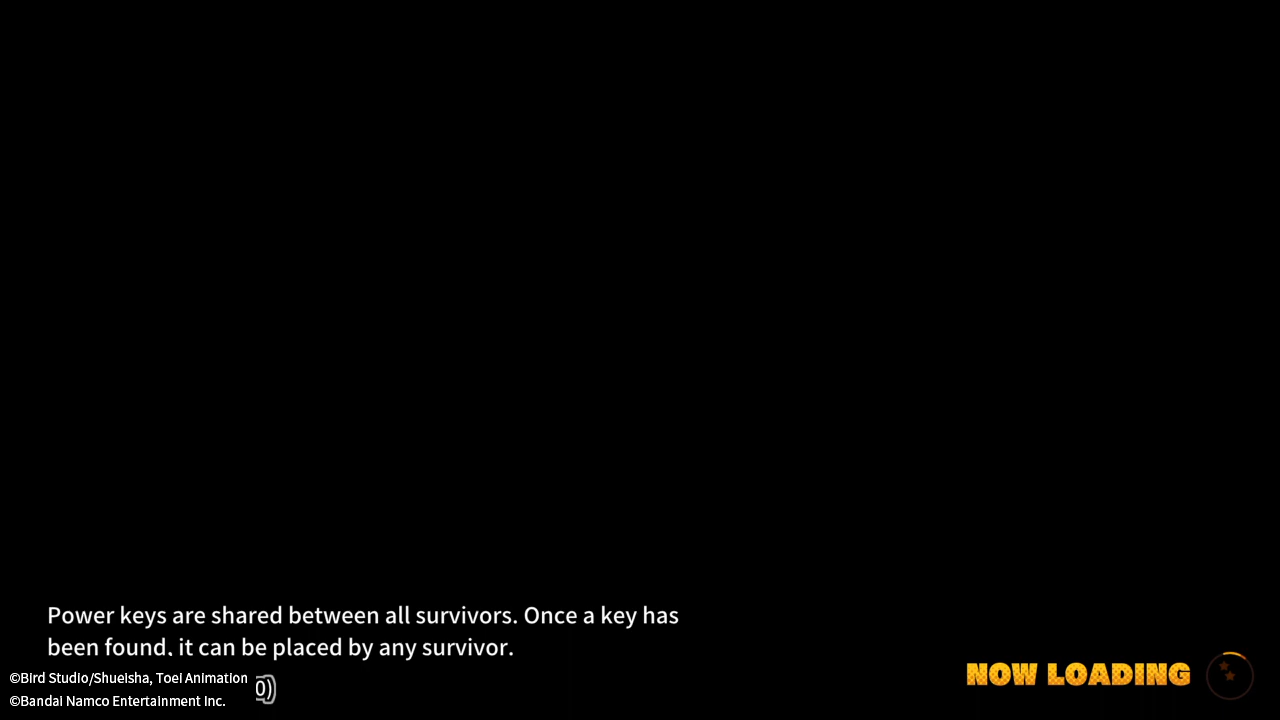 Power keys are shared between all survivors. Once a key has
been found, it can be placed by any survivor.
©Bird Studio/Shueisha, Toei Animation
©Bandai Namco Entertainment Inc.
NOW LOADING